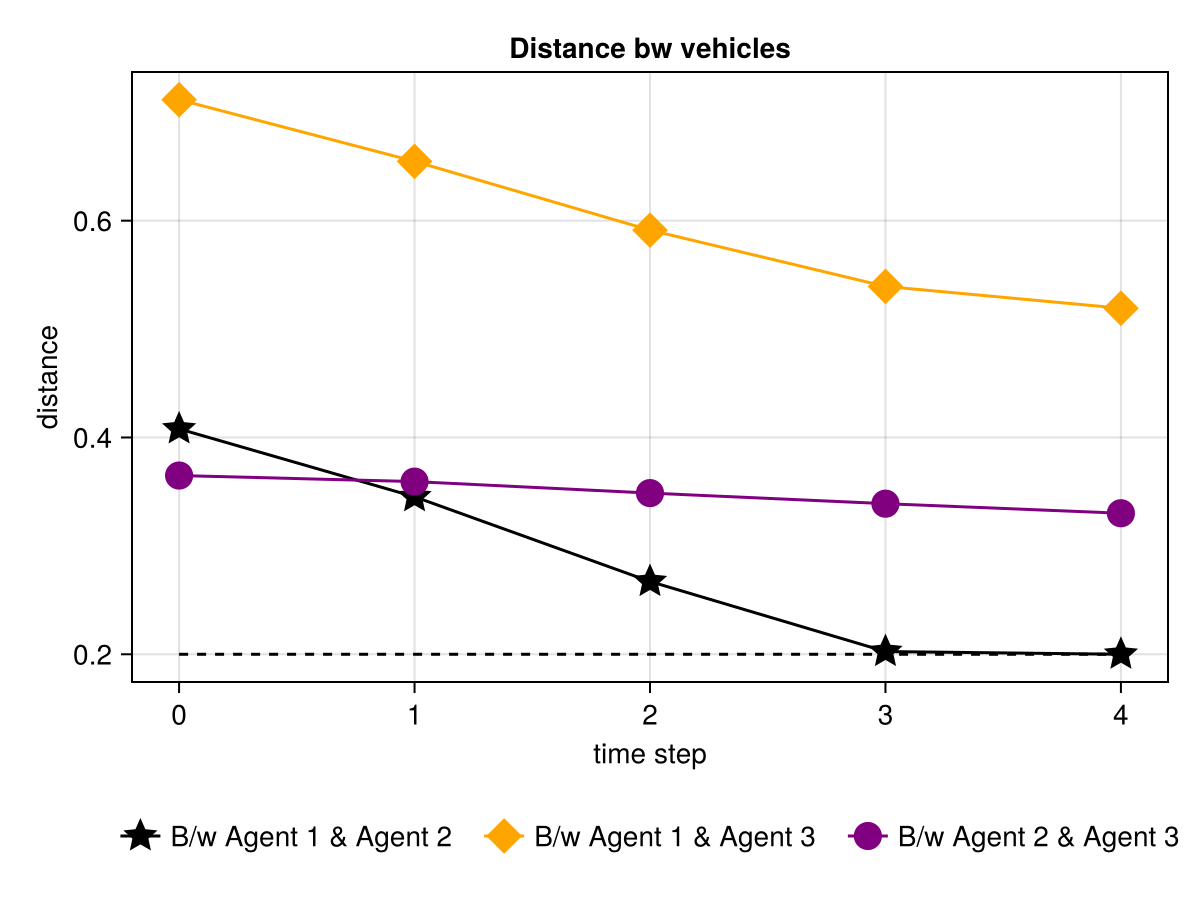 Distance bw vehicles
distance
0.6
0.4
0.2
0 1 2 3 4
time step
B/w Agent 1 & Agent 2 B/w Agent 1 & Agent 3 B/w Agent 2 & Agent 3